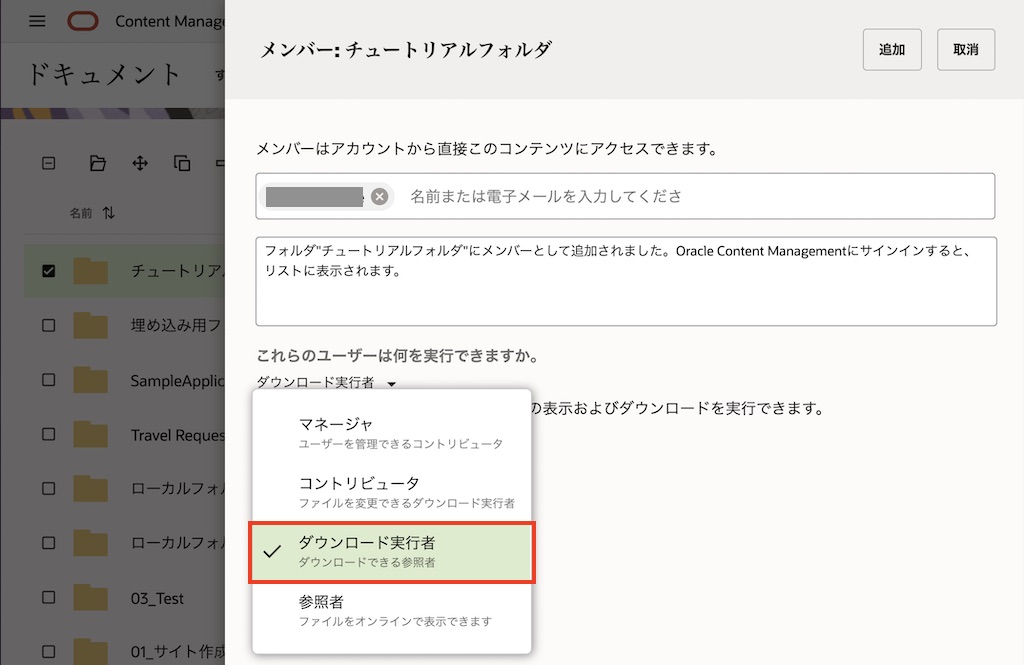 Content Manage
ドキュメント
す
名前
チュートリアル
埋め込み用フ
SampleApplic
Travel Reques
ローカルフォル
ローカルフォル
03_Test
01_サイト作成
メンバー: チュートリアルフォルダ
追加
取消
メンバーはアカウントから直接このコンテンツにアクセスできます。
名前または電子メールを入力してくださ
フォルダ"チュートリアルフォルダ"にメンバーとして追加されました。Oracle Content Managementにサインインすると、
リストに表示されます。
これらのユーザーは何を実行できますか。
ダウンロード実行者
の表示およびダウンロードを実行できます。
マネージャ
ユーザーを管理できるコントリビュータ
コントリビュータ
ファイルを変更できるダウンロード実行者
ダウンロード実行者
ダウンロードできる参照者
参照者
ファイルをオンラインで表示できます